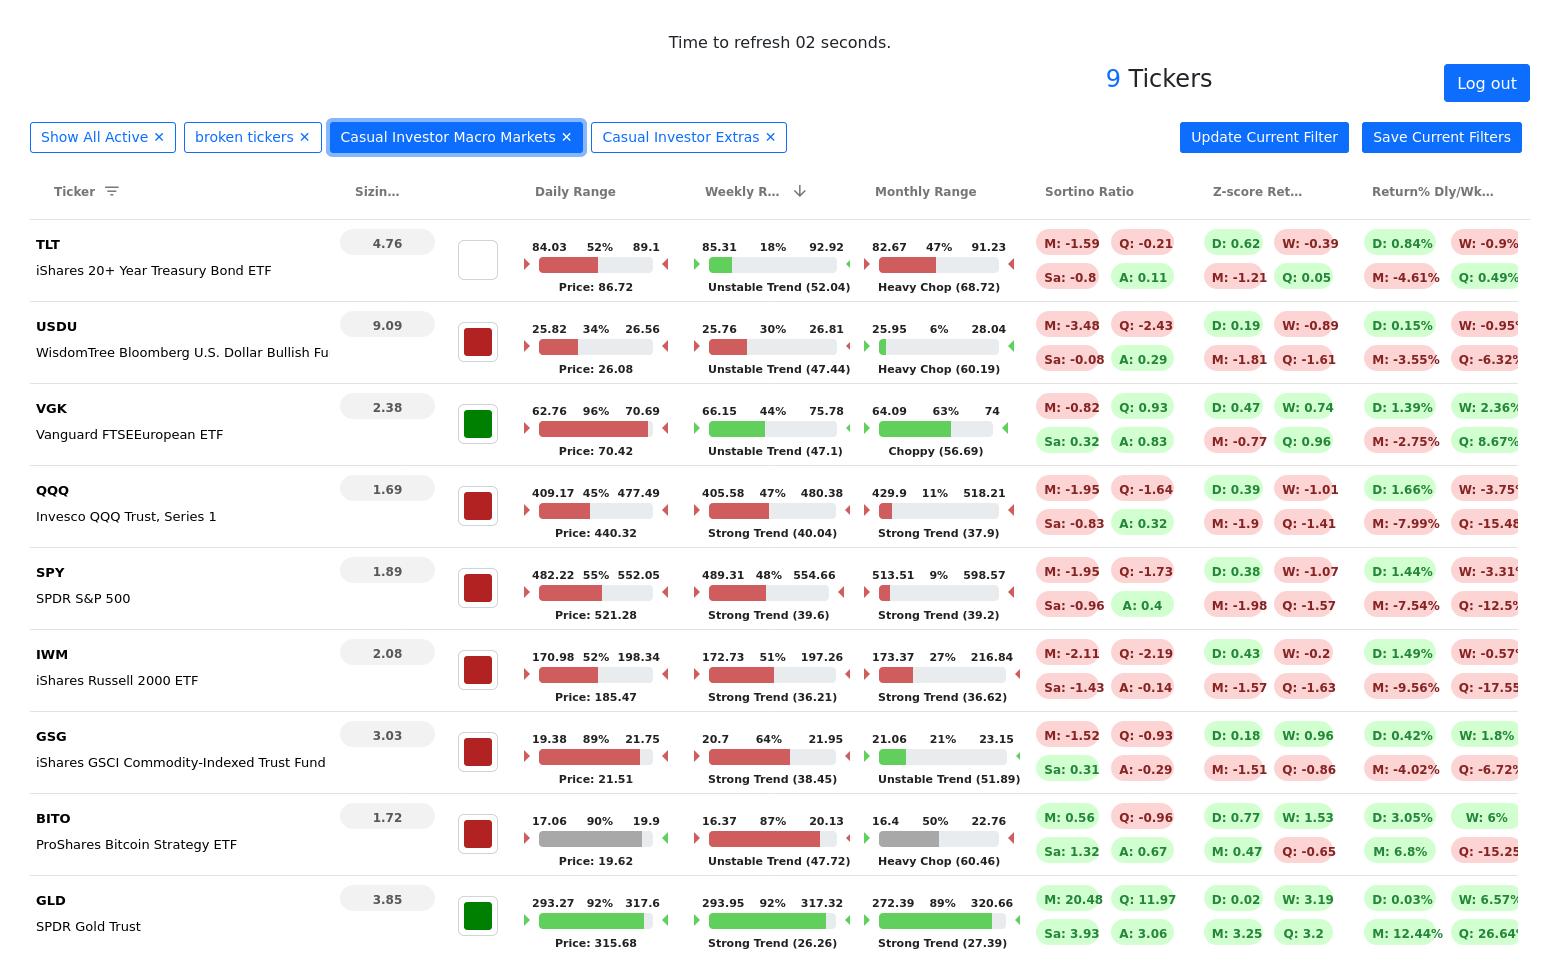 Time to refresh 02 seconds.
9 Tickers
Log out
Show All Active ✕ broken tickers ✕ Casual Investor Macro Markets ✕ Casual Investor Extras ✕ Update Current Filter Save Current Filters
Ticker Sizin… Daily Range Weekly R… Monthly Range Sortino Ratio Z-score Ret… Return% Dly/Wk…
TLT 4.76 84.03 52% 89.1 85.31 18% 92.92 82.67 47% 91.23 M: -1.59 Q: -0.21 D: 0.62 W: -0.39 D: 0.84% W: -0.9%
iShares 20+ Year Treasury Bond ETF Sa: -0.8 A: 0.11 M: -1.21 Q: 0.05 M: -4.61% Q: 0.49%
Price: 86.72 Unstable Trend (52.04) Heavy Chop (68.72)
USDU 9.09 25.82 34% 26.56 25.76 30% 26.81 25.95 6% 28.04 M: -3.48 Q: -2.43 D: 0.19 W: -0.89 D: 0.15% W: -0.95%
WisdomTree Bloomberg U.S. Dollar Bullish Fu Sa: -0.08 A: 0.29 M: -1.81 Q: -1.61 M: -3.55% Q: -6.32%
Price: 26.08 Unstable Trend (47.44) Heavy Chop (60.19)
VGK 2.38 62.76 96% 70.69 66.15 44% 75.78 64.09 63% 74 M: -0.82 Q: 0.93 D: 0.47 W: 0.74 D: 1.39% W: 2.36%
Vanguard FTSEEuropean ETF Sa: 0.32 A: 0.83 M: -0.77 Q: 0.96 M: -2.75% Q: 8.67%
Price: 70.42 Unstable Trend (47.1) Choppy (56.69)
QQQ 1.69 409.17 45% 477.49 405.58 47% 480.38 429.9 11% 518.21 M: -1.95 Q: -1.64 D: 0.39 W: -1.01 D: 1.66% W: -3.75%
Invesco QQQ Trust, Series 1 Sa: -0.83 A: 0.32 M: -1.9 Q: -1.41 M: -7.99% Q: -15.48
Price: 440.32 Strong Trend (40.04) Strong Trend (37.9)
SPY 1.89 482.22 55% 552.05 489.31 48% 554.66 513.51 9% 598.57 M: -1.95 Q: -1.73 D: 0.38 W: -1.07 D: 1.44% W: -3.31%
SPDR S&P 500 Sa: -0.96 A: 0.4 M: -1.98 Q: -1.57 M: -7.54% Q: -12.5%
Price: 521.28 Strong Trend (39.6) Strong Trend (39.2)
IWM 2.08 170.98 52% 198.34 172.73 51% 197.26 173.37 27% 216.84 M: -2.11 Q: -2.19 D: 0.43 W: -0.2 D: 1.49% W: -0.57%
iShares Russell 2000 ETF Sa: -1.43 A: -0.14 M: -1.57 Q: -1.63 M: -9.56% Q: -17.55
Price: 185.47 Strong Trend (36.21) Strong Trend (36.62)
GSG 3.03 19.38 89% 21.75 20.7 64% 21.95 21.06 21% 23.15 M: -1.52 Q: -0.93 D: 0.18 W: 0.96 D: 0.42% W: 1.8%
iShares GSCI Commodity-Indexed Trust Fund Sa: 0.31 A: -0.29 M: -1.51 Q: -0.86 M: -4.02% Q: -6.72%
Price: 21.51 Strong Trend (38.45) Unstable Trend (51.89)
BITO 1.72 17.06 90% 19.9 16.37 87% 20.13 16.4 50% 22.76 M: 0.56 Q: -0.96 D: 0.77 W: 1.53 D: 3.05% W: 6%
ProShares Bitcoin Strategy ETF Sa: 1.32 A: 0.67 M: 0.47 Q: -0.65 M: 6.8% Q: -15.25
Price: 19.62 Unstable Trend (47.72) Heavy Chop (60.46)
GLD 3.85 293.27 92% 317.6 293.95 92% 317.32 272.39 89% 320.66 M: 20.48 Q: 11.97 D: 0.02 W: 3.19 D: 0.03% W: 6.57%
SPDR Gold Trust Sa: 3.93 A: 3.06 M: 3.25 Q: 3.2 M: 12.44% Q: 26.64%
Price: 315.68 Strong Trend (26.26) Strong Trend (27.39)